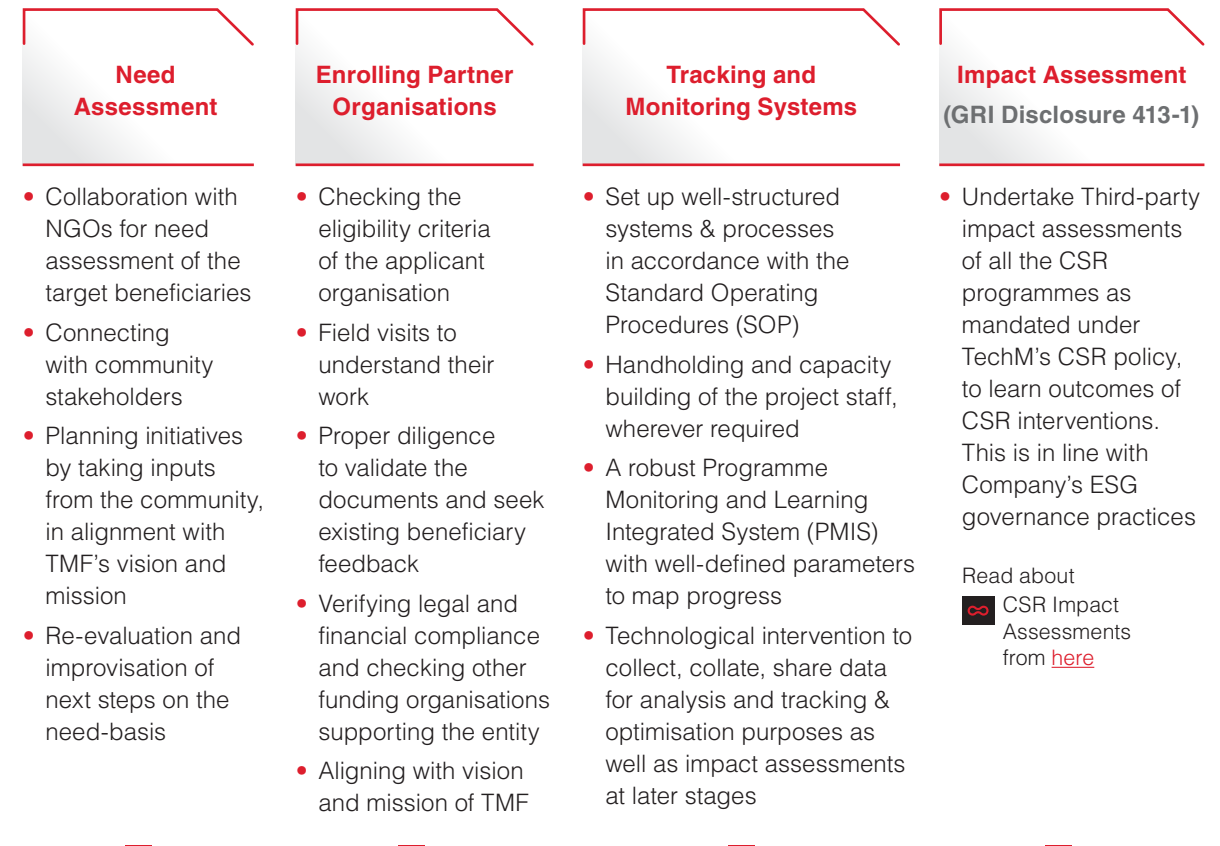 Need
Assessment
• Collaboration with
NGOs for need
assessment of the
target beneficiaries
• Connecting
with community
stakeholders
• Planning initiatives
by taking inputs
from the community,
in alignment with
TMF's vision and
mission
• Re-evaluation and
improvisation of
next steps on the
need-basis
Enrolling Partner
Organisations
• Checking the
eligibility criteria
of the applicant
organisation
• Field visits to
understand their
work
• Proper diligence
to validate the
documents and seek
existing beneficiary
feedback
• Verifying legal and
financial compliance
and checking other
funding organisations
supporting the entity
• Aligning with vision
and mission of TMF
Tracking and
Monitoring Systems
• Set up well-structured
systems & processes
in accordance with the
Standard Operating
Procedures (SOP)
• Handholding and capacity
building of the project staff,
wherever required
• A robust Programme
Monitoring and Learning
Integrated System (PMIS)
with well-defined parameters
to map progress
• Technological intervention to
collect, collate, share data
for analysis and tracking &
optimisation purposes as
well as impact assessments
at later stages
Impact Assessment
(GRI Disclosure 413-1)
• Undertake Third-party
impact assessments
of all the CSR
programmes as
mandated under
TechM's CSR policy,
to learn outcomes of
CSR interventions.
This is in line with
Company's ESG
governance practices
Read about
CSR Impact
Assessments
from here